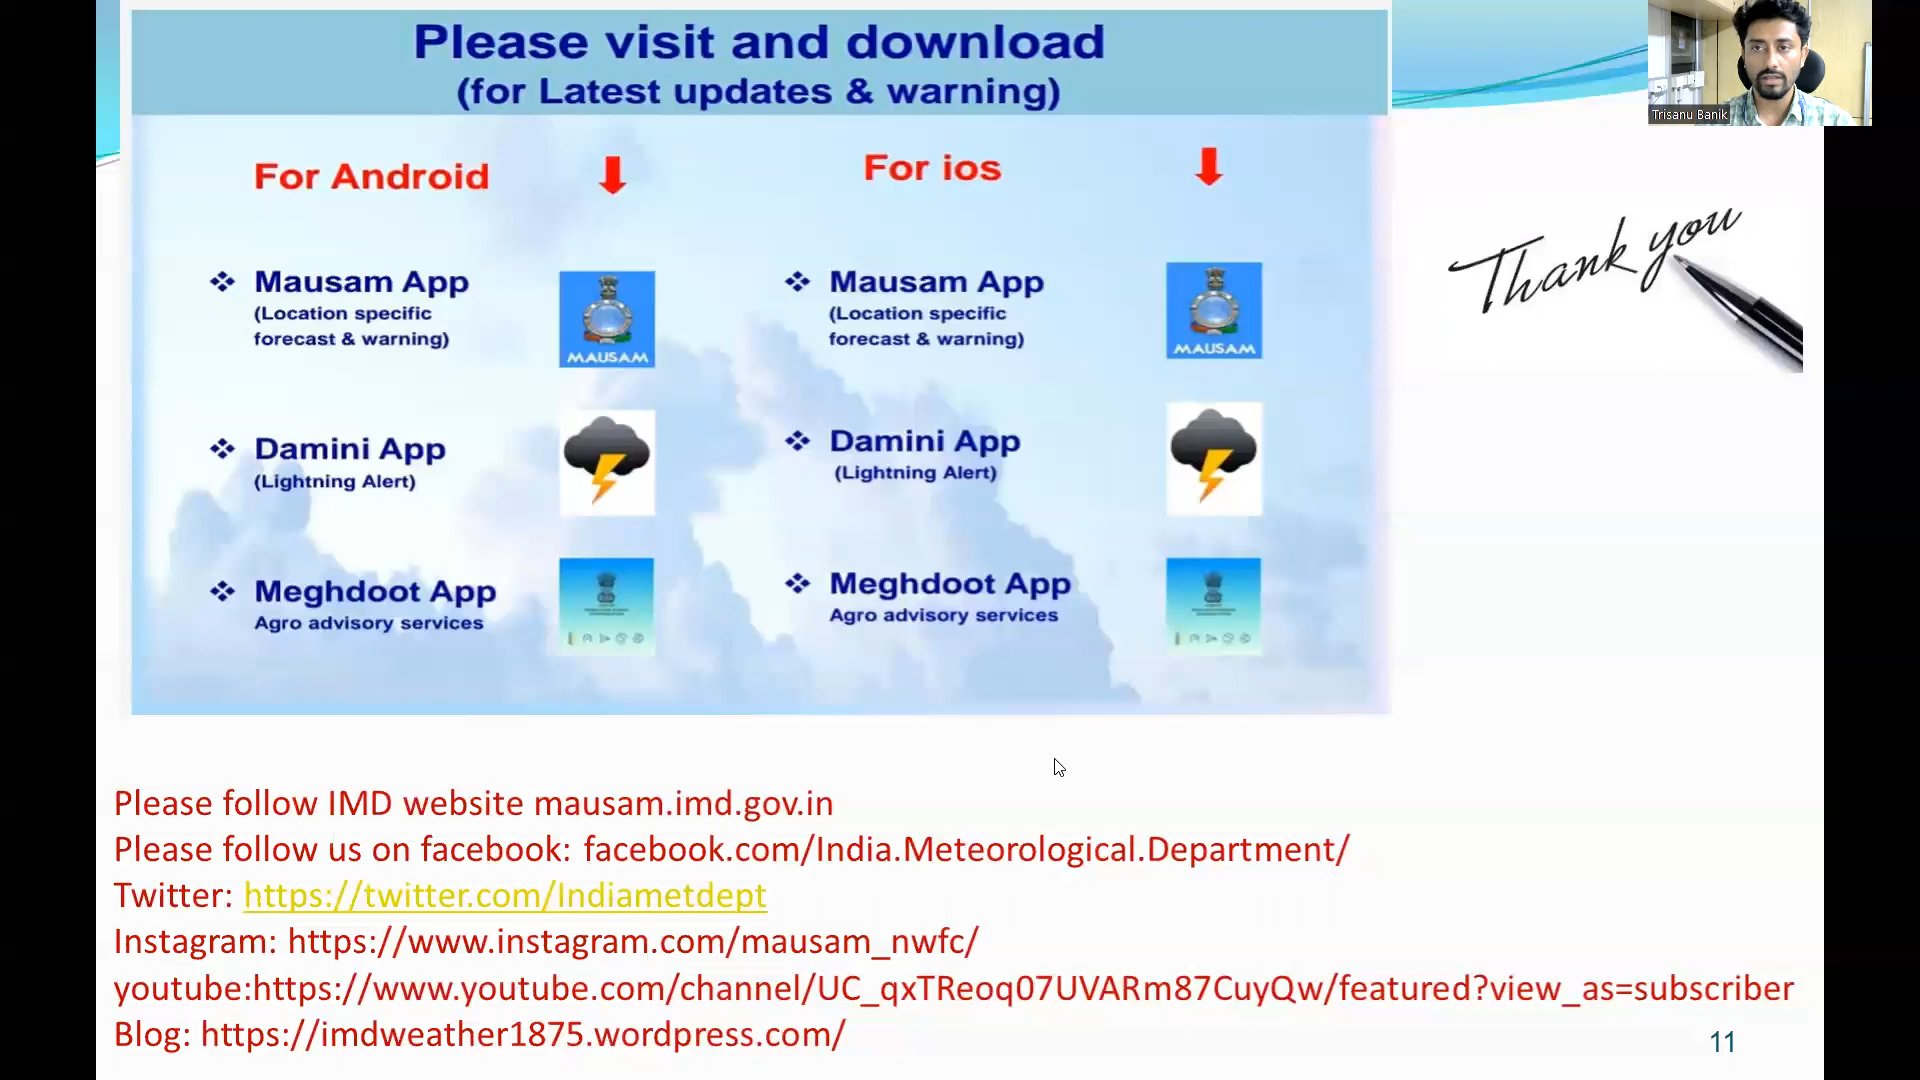 Please visit and download
(for Latest updates & warning)
For Android
Mausam App
(Location specific
forecast & warning)
MAUSAM
Damini App
(Lightning Alert)
Meghdoot App
Agro advisory services
For ios
Mausam App
(Location specific
forecast & warning)
MAUSAM
Damini App
(Lightning Alert)
Meghdoot App
Agro advisory services
Trisanu Banik
Thank you
Please follow IMD website mausam.imd.gov.in
Please follow us on facebook: facebook.com/India.Meteorological.Department/
Twitter: https://twitter.com/Indiametdept
Instagram: https://www.instagram.com/mausam_nwfc/
youtube:https://www.youtube.com/channel/UC_qxTReoq07UVARm87CuyQw/featured?view_as=subscriber
Blog: https://imdweather1875.wordpress.com/
11